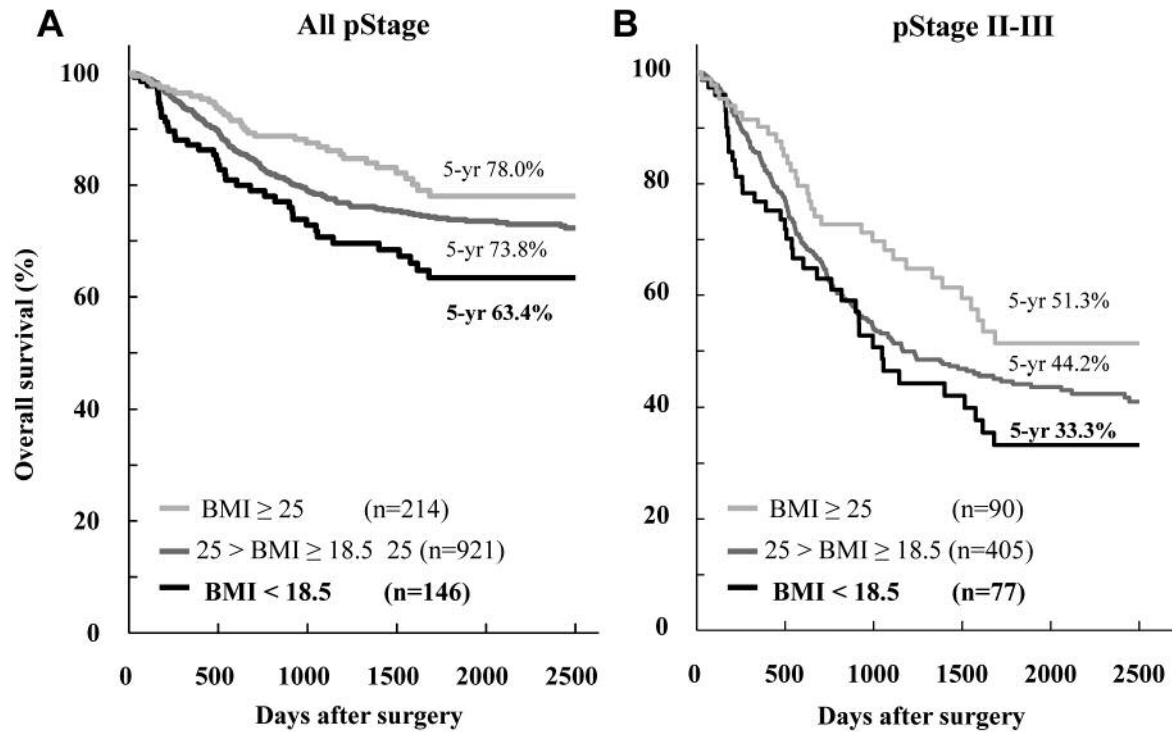 A
All pStage
Overall survival (%)
100
80
60
40
20
0
5-yr 78.0%
5-yr 73.8%
5-yr 63.4%
BMI ≥ 25 (n=214)
25 > BMI ≥ 18.5 25 (n=921)
BMI < 18.5 (n=146)
0 500 1000 1500 2000 2500
Days after surgery
B
pStage II-III
100
80
60
40
20
0
5-yr 51.3%
5-yr 44.2%
5-yr 33.3%
BMI ≥ 25 (n=90)
25 > BMI ≥ 18.5 (n=405)
BMI < 18.5 (n=77)
0 500 1000 1500 2000 2500
Days after surgery